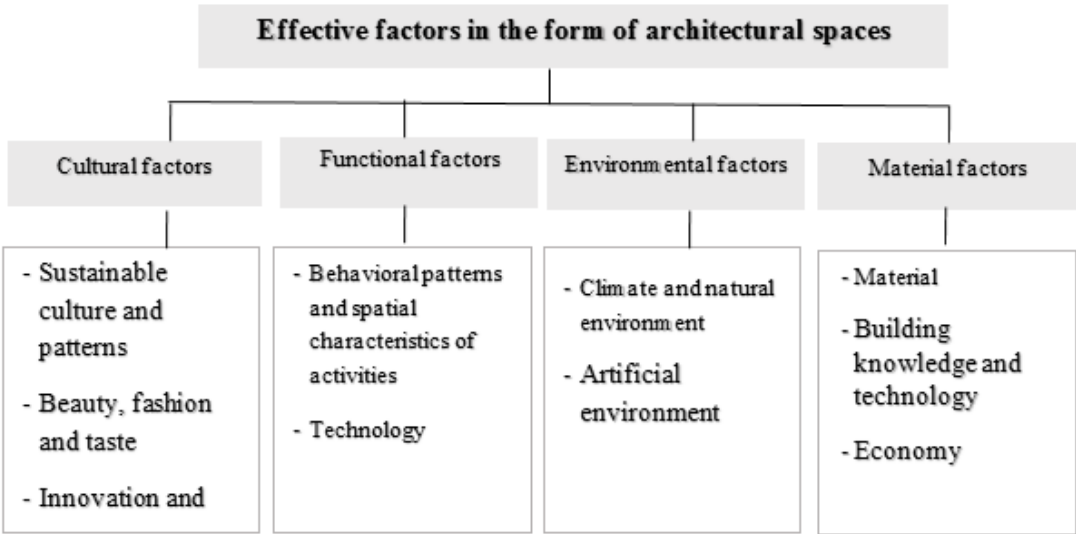 Effective factors in the form of architectural spaces
Cultural factors
Functional factors
Environmental factors
Material factors
- Sustainable
culture and
patterns
- Beauty, fashion
and taste
- Innovation and
- Behavioral patterns
and spatial
characteristics of
activities
- Technology
- Climate and natural
environment
- Artificial
environment
- Material
- Building
knowledge and
technology
- Economy